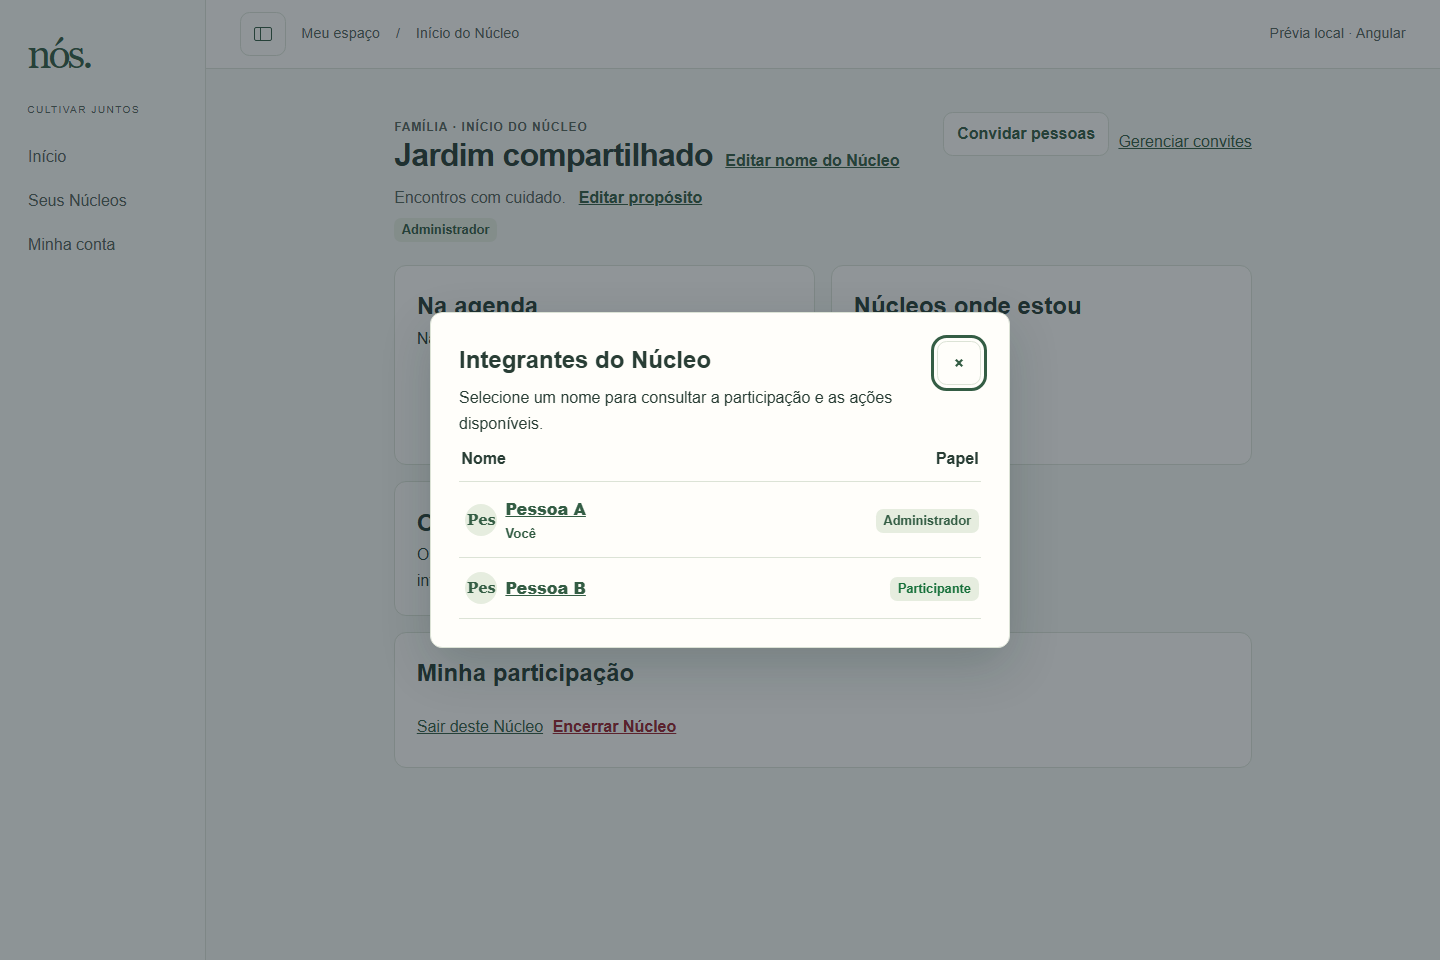 nós.
CULTIVAR JUNTOS
Início
Seus Núcleos
Minha conta
Meu espaço / Início do Núcleo
Prévia local · Angular
FAMÍLIA · INÍCIO DO NÚCLEO
Jardim compartilhado Editar nome do Núcleo
Convidar pessoas Gerenciar convites
Encontros com cuidado. Editar propósito
Administrador
Na agenda
Núcleos onde estou
Integrantes do Núcleo
×
Selecione um nome para consultar a participação e as ações
disponíveis.
Nome Papel
Pes Pessoa A
Você
Administrador
Pes Pessoa B
Participante
Minha participação
Sair deste Núcleo Encerrar Núcleo